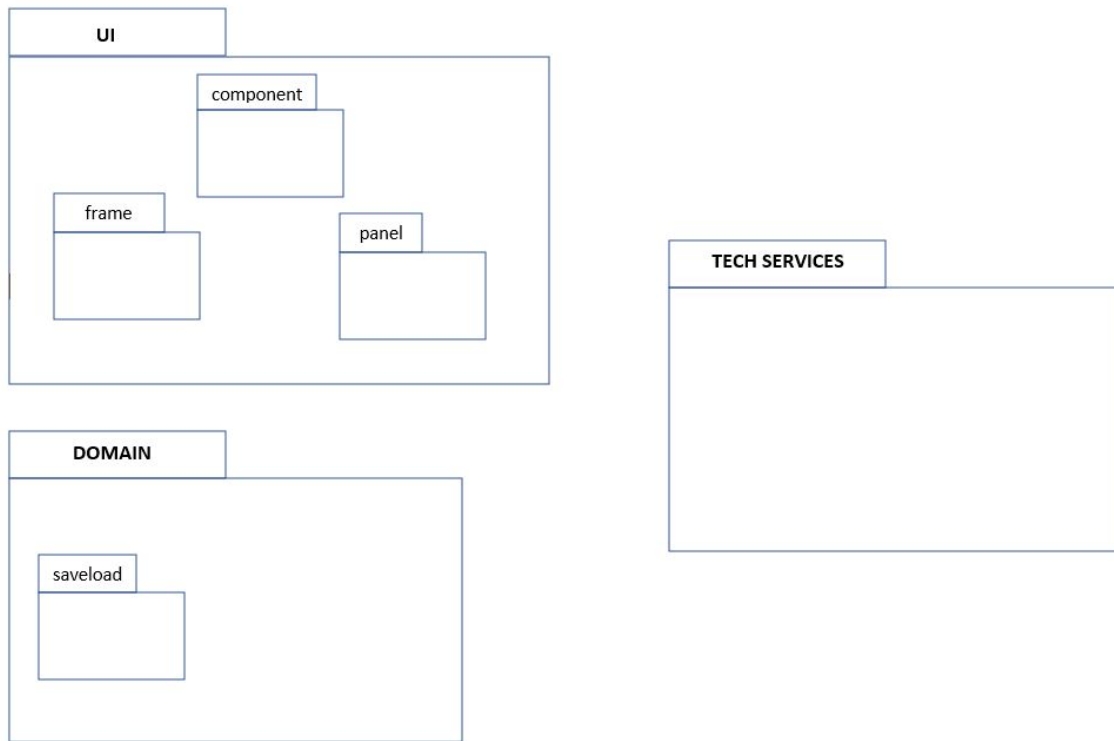 UI
component
frame
panel
TECH SERVICES
DOMAIN
saveload